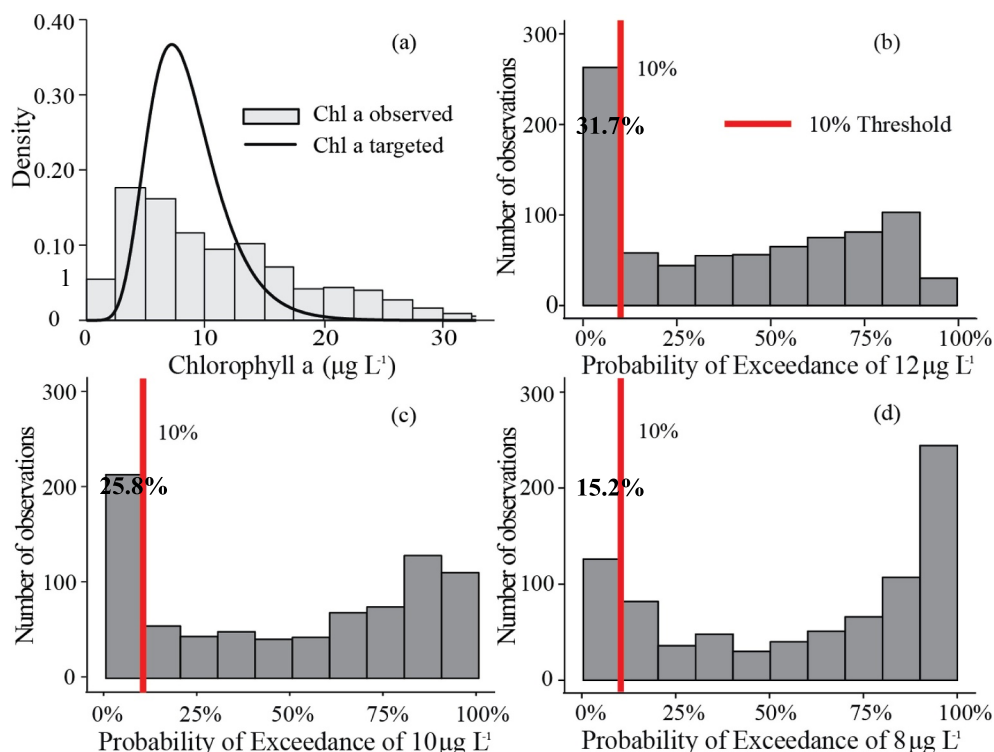 (a)
0.40
0.30
0.20
0.10
1
0
Density
Chl a observed
Chl a targeted
0 10 20 30
Chlorophyll a (μg L⁻¹)
(b)
300
200
100
0
Number of observations
10%
31.7%
10% Threshold
0% 25% 50% 75% 100%
Probability of Exceedance of 12 μg L⁻¹
(c)
300
200
100
0
Number of observations
10%
25.8%
0% 25% 50% 75% 100%
Probability of Exceedance of 10 μg L⁻¹
(d)
300
200
100
0
Number of observations
10%
15.2%
0% 25% 50% 75% 100%
Probability of Exceedance of 8 μg L⁻¹